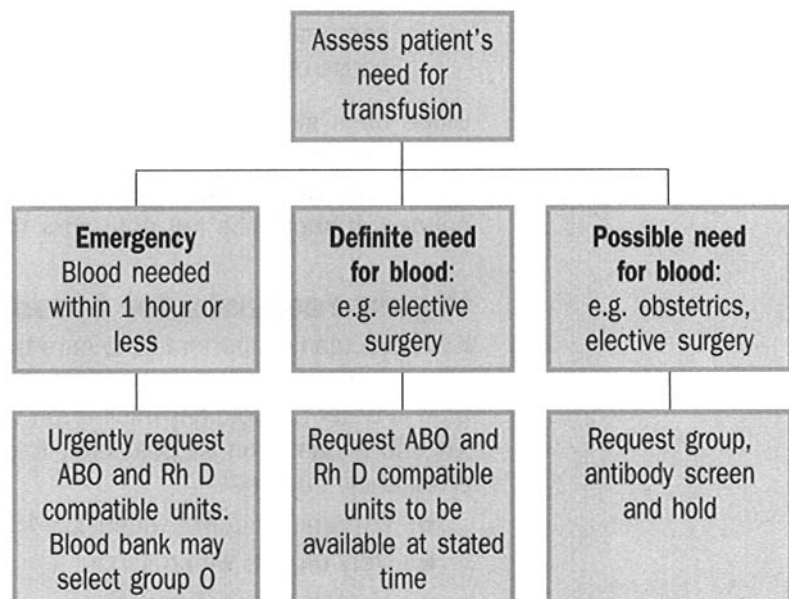 Assess patient's
need for
transfusion
Emergency
Blood needed
within 1 hour or
less
Definite need
for blood:
e.g. elective
surgery
Possible need
for blood:
e.g. obstetrics,
elective surgery
Urgently request
ABO and Rh D
compatible units.
Blood bank may
select group O
Request ABO and
Rh D compatible
units to be
available at stated
time
Request group,
antibody screen
and hold